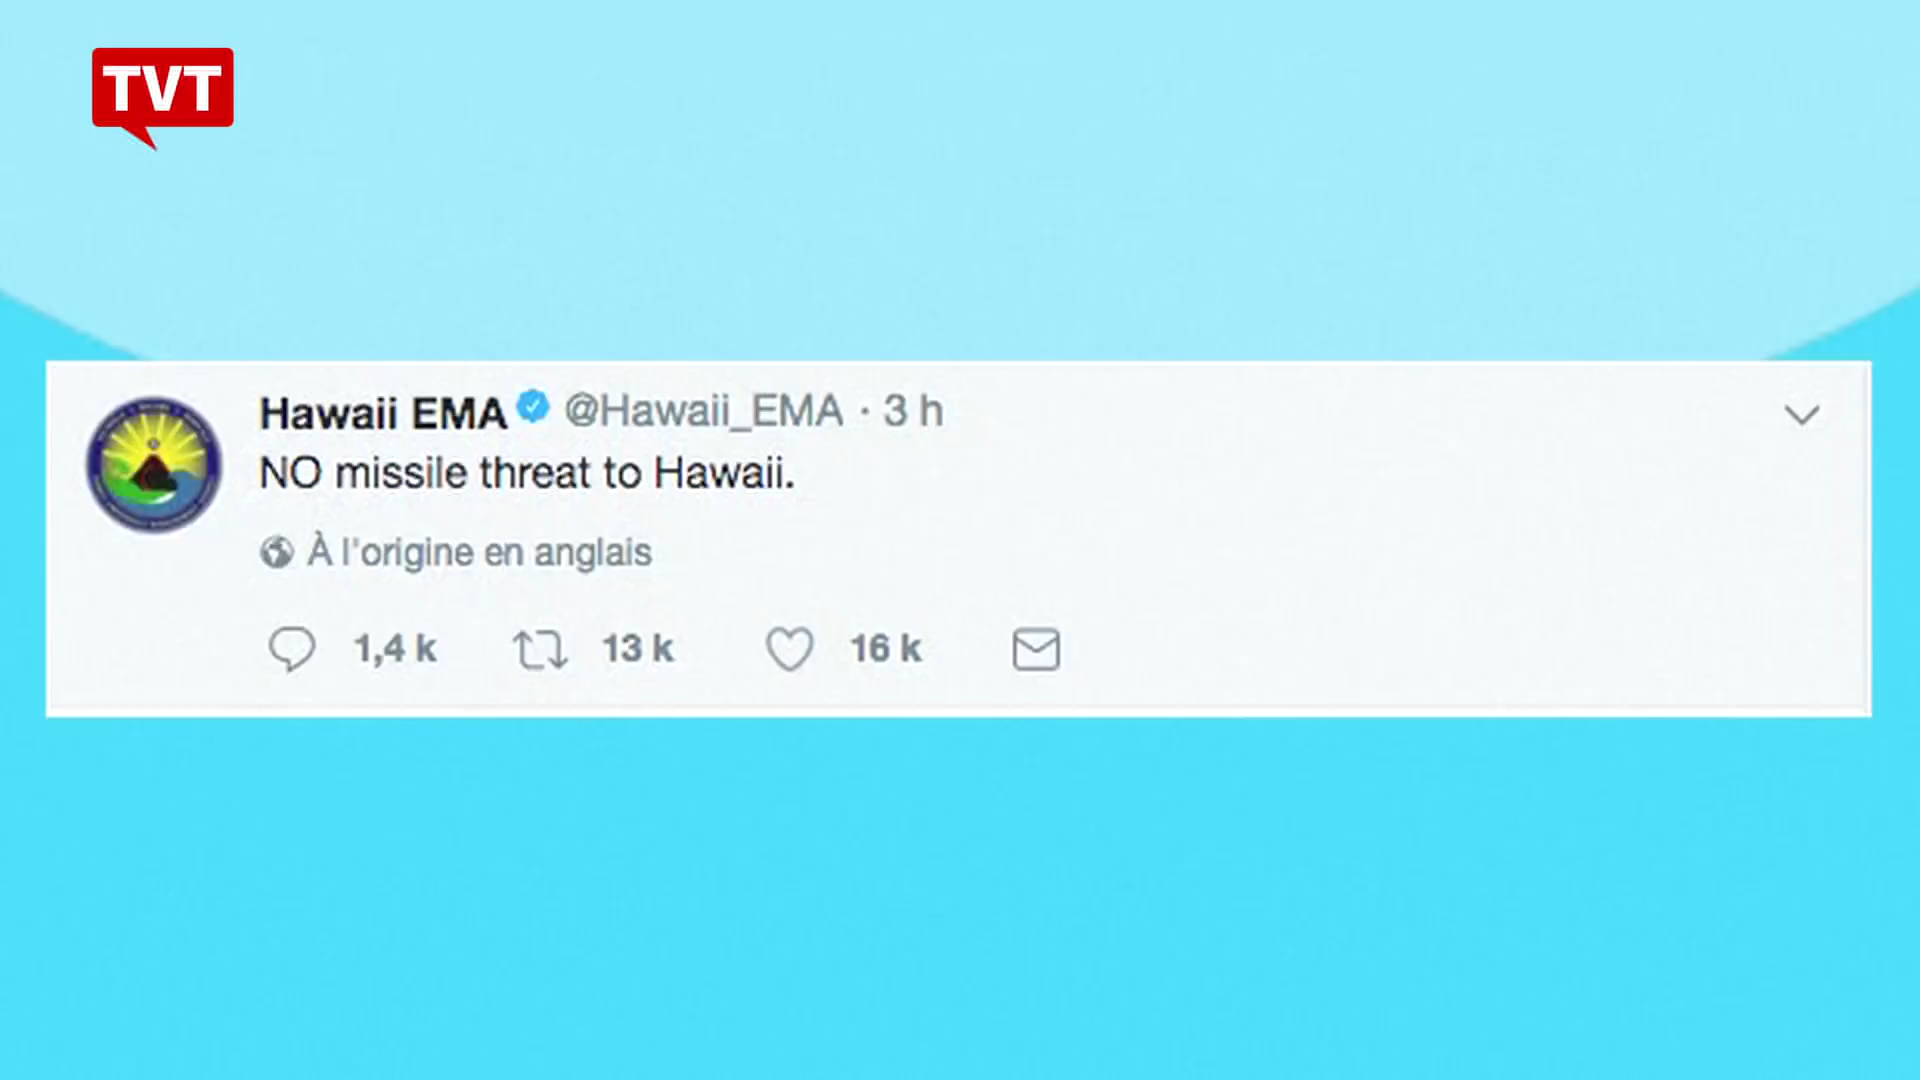 TVT
Hawaii EMA @Hawaii_EMA · 3 h
NO missile threat to Hawaii.
À l'origine en anglais
1,4 k 13 k 16 k